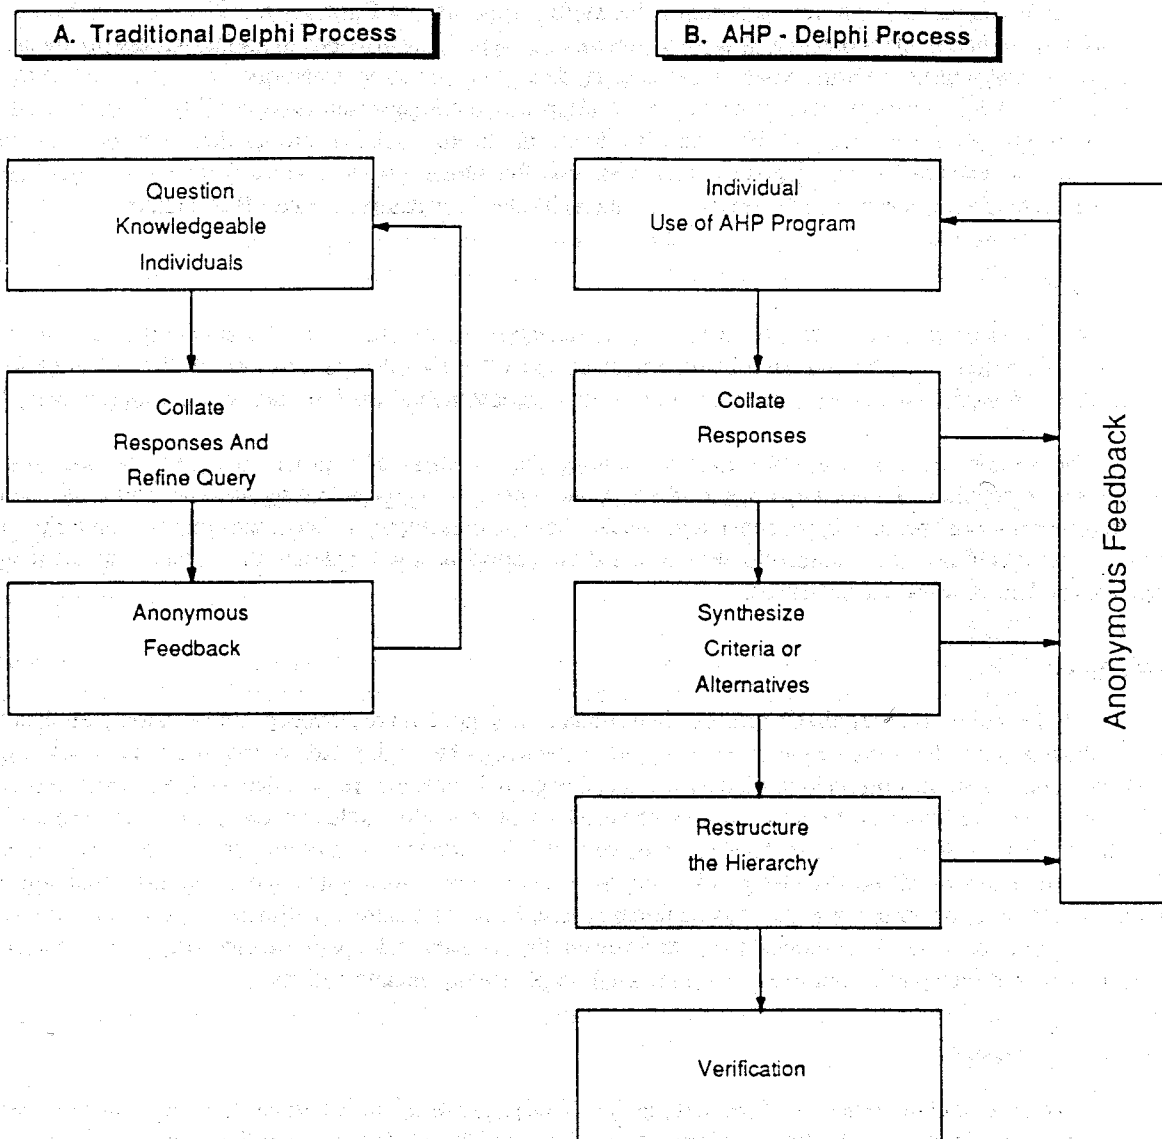 A. Traditional Delphi Process
B. AHP - Delphi Process
Question
Knowledgeable
Individuals
Collate
Responses And
Refine Query
Anonymous
Feedback
Individual
Use of AHP Program
Collate
Responses
Synthesize
Criteria or
Alternatives
Restructure
the Hierarchy
Verification
Anonymous Feedback